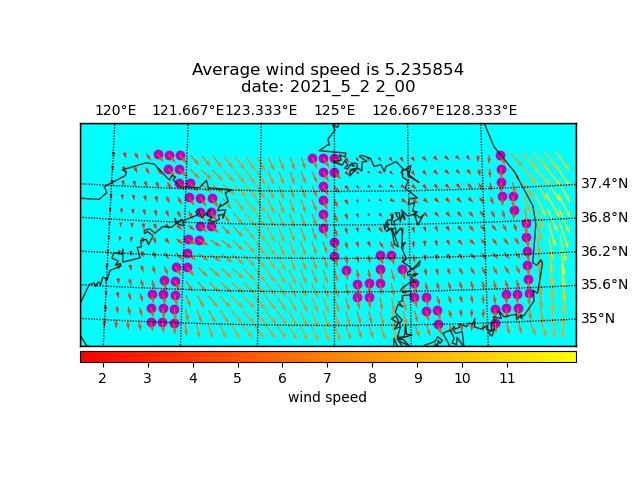 Average wind speed is 5.235854
date: 2021_5_2 2_00
120°E 121.667°E 123.333°E 125°E 126.667°E 128.333°E
37.4°N
36.8°N
36.2°N
35.6°N
35°N
2 3 4 5 6 7 8 9 10 11
wind speed